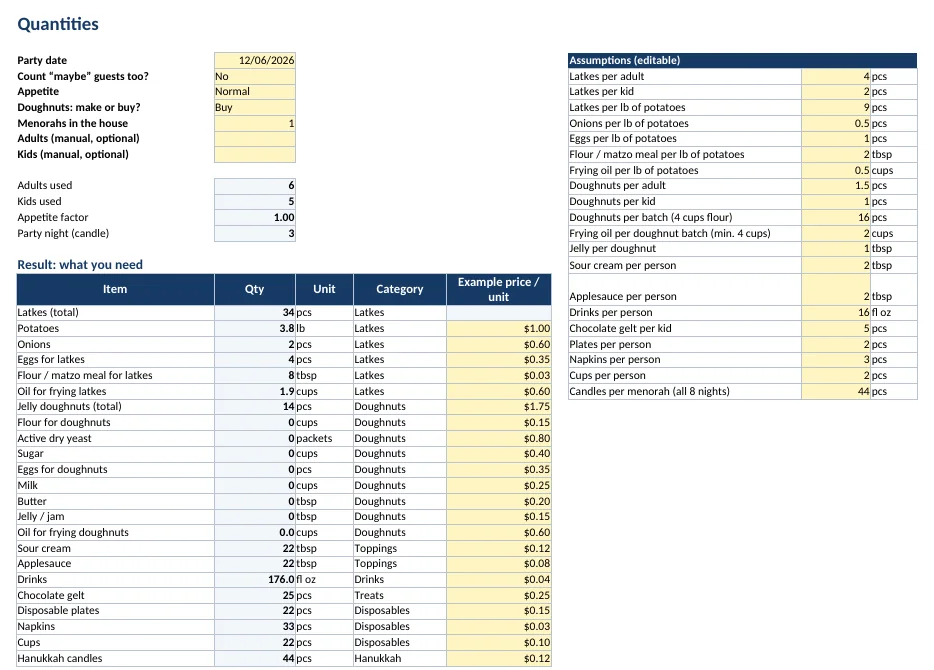 Quantities
Party date 12/06/2026
Count “maybe” guests too? No
Appetite Normal
Doughnuts: make or buy? Buy
Menorahs in the house 1
Adults (manual, optional)
Kids (manual, optional)
Adults used 6
Kids used 5
Appetite factor 1.00
Party night (candle) 3
Result: what you need
Item Qty Unit Category Example price / unit
Latkes (total) 34 pcs Latkes
Potatoes 3.8 lb Latkes $1.00
Onions 2 pcs Latkes $0.60
Eggs for latkes 4 pcs Latkes $0.35
Flour / matzo meal for latkes 8 tbsp Latkes $0.03
Oil for frying latkes 1.9 cups Latkes $0.60
Jelly doughnuts (total) 14 pcs Doughnuts $1.75
Flour for doughnuts 0 cups Doughnuts $0.15
Active dry yeast 0 packets Doughnuts $0.80
Sugar 0 cups Doughnuts $0.40
Eggs for doughnuts 0 pcs Doughnuts $0.35
Milk 0 cups Doughnuts $0.25
Butter 0 tbsp Doughnuts $0.20
Jelly / jam 0 tbsp Doughnuts $0.15
Oil for frying doughnuts 0.0 cups Doughnuts $0.60
Sour cream 22 tbsp Toppings $0.12
Applesauce 22 tbsp Toppings $0.08
Drinks 176.0 fl oz Drinks $0.04
Chocolate gelt 25 pcs Treats $0.25
Disposable plates 22 pcs Disposables $0.15
Napkins 33 pcs Disposables $0.03
Cups 22 pcs Disposables $0.10
Hanukkah candles 44 pcs Hanukkah $0.12
Assumptions (editable)
Latkes per adult 4 pcs
Latkes per kid 2 pcs
Latkes per lb of potatoes 9 pcs
Onions per lb of potatoes 0.5 pcs
Eggs per lb of potatoes 1 pcs
Flour / matzo meal per lb of potatoes 2 tbsp
Frying oil per lb of potatoes 0.5 cups
Doughnuts per adult 1.5 pcs
Doughnuts per kid 1 pcs
Doughnuts per batch (4 cups flour) 16 pcs
Frying oil per doughnut batch (min. 4 cups) 2 cups
Jelly per doughnut 1 tbsp
Sour cream per person 2 tbsp
Applesauce per person 2 tbsp
Drinks per person 16 fl oz
Chocolate gelt per kid 5 pcs
Plates per person 2 pcs
Napkins per person 3 pcs
Cups per person 2 pcs
Candles per menorah (all 8 nights) 44 pcs